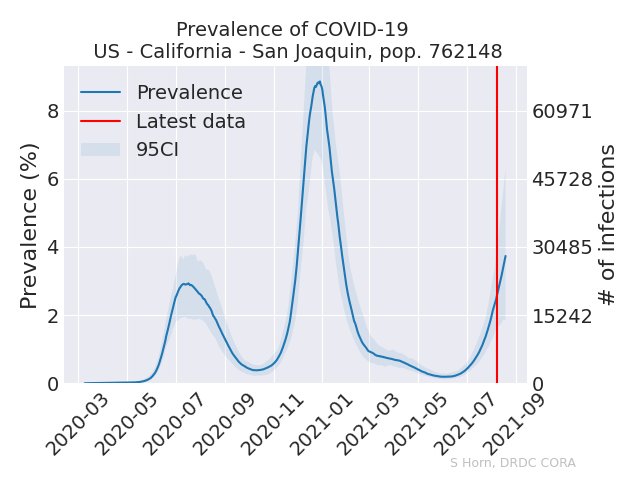 Prevalence of COVID-19
US - California - San Joaquin, pop. 762148
Prevalence
Latest data
95CI
Prevalence (%)
8
6
4
2
0
60971
45728
30485
15242
0
# of infections
2020-03
2020-05
2020-07
2020-09
2020-11
2021-01
2021-03
2021-05
2021-07
2021-09
S Horn, DRDC CORA